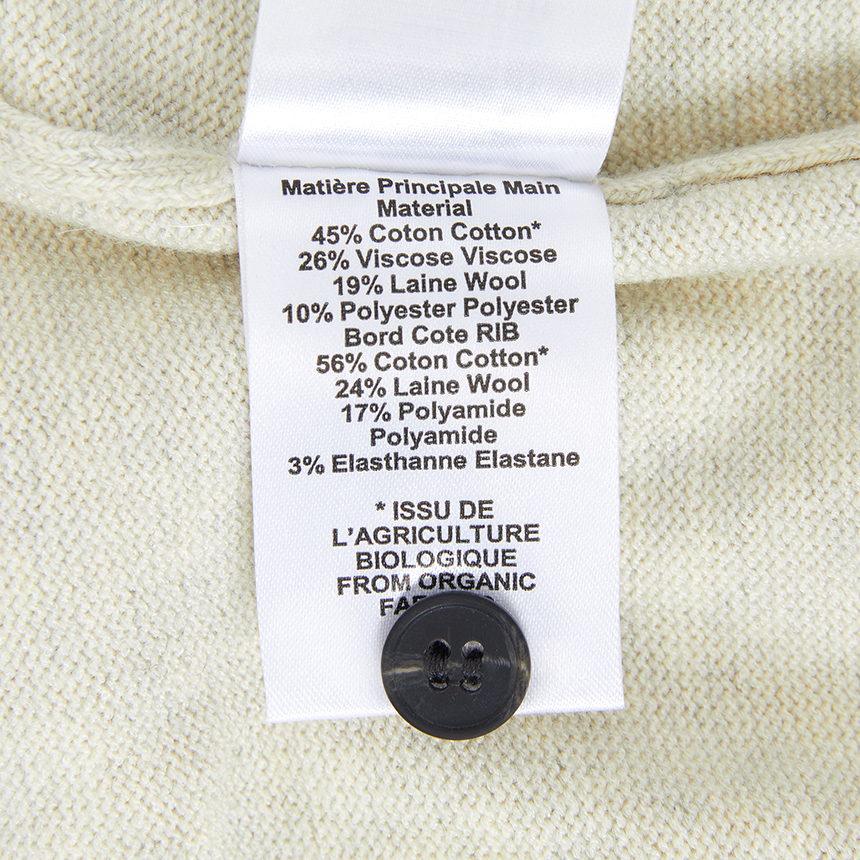 Matière Principale Main
Material
45% Coton Cotton*
26% Viscose Viscose
19% Laine Wool
10% Polyester Polyester
Bord Cote RIB
56% Coton Cotton*
24% Laine Wool
17% Polyamide
Polyamide
3% Elasthanne Elastane
* ISSU DE
L'AGRICULTURE
BIOLOGIQUE
FROM ORGANIC